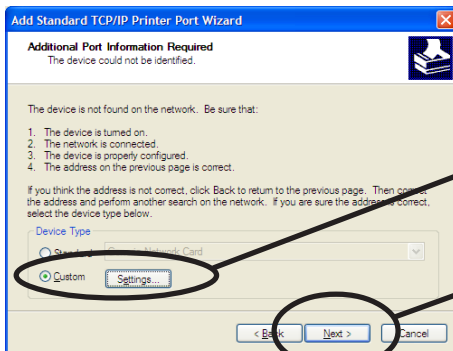 Add Standard TCP/IP Printer Port Wizard
Additional Port Information Required
The device could not be identified.
The device is not found on the network. Be sure that:
1. The device is turned on.
2. The network is connected.
3. The device is properly configured.
4. The address on the previous page is correct.
If you think the address is not correct, click Back to return to the previous page. Then correct
the address and perform another search on the network. If you are sure the address is correct,
select the device type below.
Device Type
Standard Generic Network Card
Custom Settings...
< Back Next > Cancel